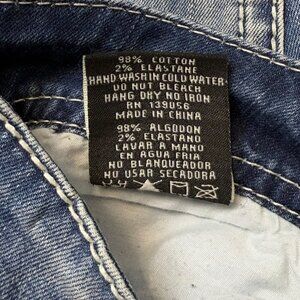 98% COTTON
2% ELASTANE
HAND WASH IN COLD WATER
DO NOT BLEACH
HANG DRY NO IRON
RN 139056
MADE IN CHINA
98% ALGODON
2% ELASTANO
LAVAR A MANO
EN AGUA FRIA
NO BLANQUEADOR
NO USAR SECADORA